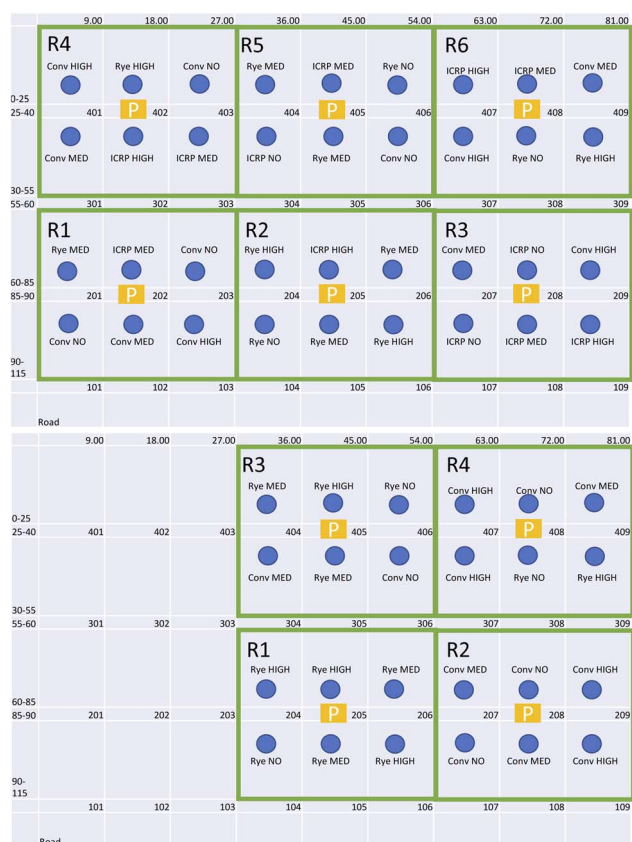 9.00 18.00 27.00 36.00 45.00 54.00 63.00 72.00 81.00
R4 R5 R6
Conv HIGH Rye HIGH Conv NO Rye MED ICRP MED Rye NO ICRP HIGH ICRP MED Conv MED
0-25
25-40 401 P 402 403 404 P 405 406 407 P 408 409
Conv MED ICRP HIGH ICRP MED ICRP NO Rye MED Conv NO Conv HIGH Rye NO Rye HIGH
30-55
55-60 301 302 303 304 305 306 307 308 309
R1 R2 R3
Rye MED ICRP MED Conv NO Rye HIGH ICRP HIGH Rye MED Conv MED ICRP NO Conv HIGH
60-85
85-90 201 P 202 203 204 P 205 206 207 P 208 209
Conv NO Conv MED Conv HIGH Rye NO Rye MED Rye HIGH ICRP NO ICRP MED ICRP HIGH
90-
115
101 102 103 104 105 106 107 108 109
Road
9.00 18.00 27.00 36.00 45.00 54.00 63.00 72.00 81.00
R3 R4
Rye MED Rye HIGH Rye NO Conv HIGH Conv NO Conv MED
0-25
25-40 401 402 403 404 P 405 406 407 P 408 409
Conv MED Rye MED Conv NO Conv HIGH Rye NO Rye HIGH
30-55
55-60 301 302 303 304 305 306 307 308 309
R1 R2
Rye HIGH Rye HIGH Rye MED Conv MED Conv NO Conv HIGH
60-85
85-90 201 202 203 204 P 205 206 207 P 208 209
Rye NO Rye MED Rye HIGH Conv NO Conv MED Conv HIGH
90-
115
101 102 103 104 105 106 107 108 109
Road